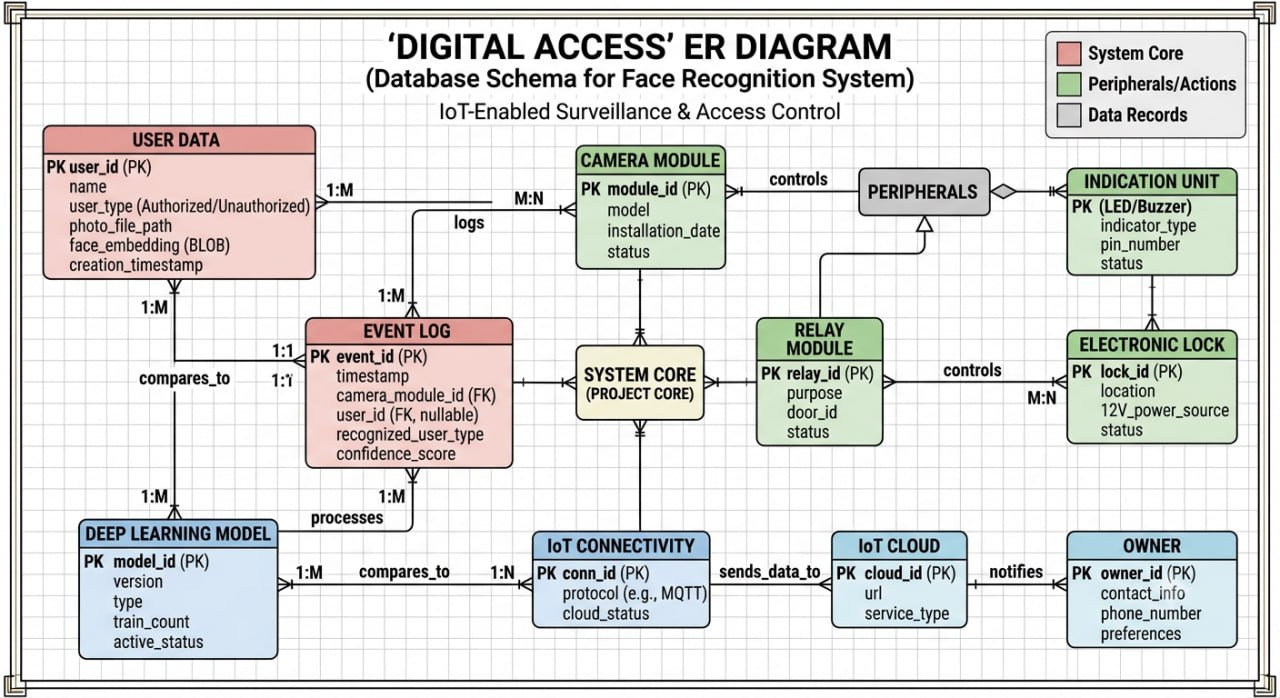 ‘DIGITAL ACCESS’ ER DIAGRAM
(Database Schema for Face Recognition System)
IoT-Enabled Surveillance & Access Control
System Core
Peripherals/Actions
Data Records
USER DATA
PK user_id (PK)
name
user_type (Authorized/Unauthorized)
photo_file_path
face_embedding (BLOB)
creation_timestamp
1:M
M:N
logs
CAMERA MODULE
PK module_id (PK)
model
installation_date
status
controls
PERIPHERALS
INDICATION UNIT
PK (LED/Buzzer)
indicator_type
pin_number
status
1:M
1:M
1:1
compares_to
EVENT LOG
PK event_id (PK)
timestamp
camera_module_id (FK)
user_id (FK, nullable)
recognized_user_type
confidence_score
SYSTEM CORE
(PROJECT CORE)
RELAY
MODULE
PK relay_id (PK)
purpose
door_id
status
controls
M:N
ELECTRONIC LOCK
PK lock_id (PK)
location
12V_power_source
status
1:M
1:M
processes
DEEP LEARNING MODEL
PK model_id (PK)
version
type
train_count
active_status
1:M
compares_to
1:N
IoT CONNECTIVITY
PK conn_id (PK)
protocol (e.g., MQTT)
cloud_status
sends_data_to
IoT CLOUD
PK cloud_id (PK)
url
service_type
notifies
OWNER
PK owner_id (PK)
contact_info
phone_number
preferences